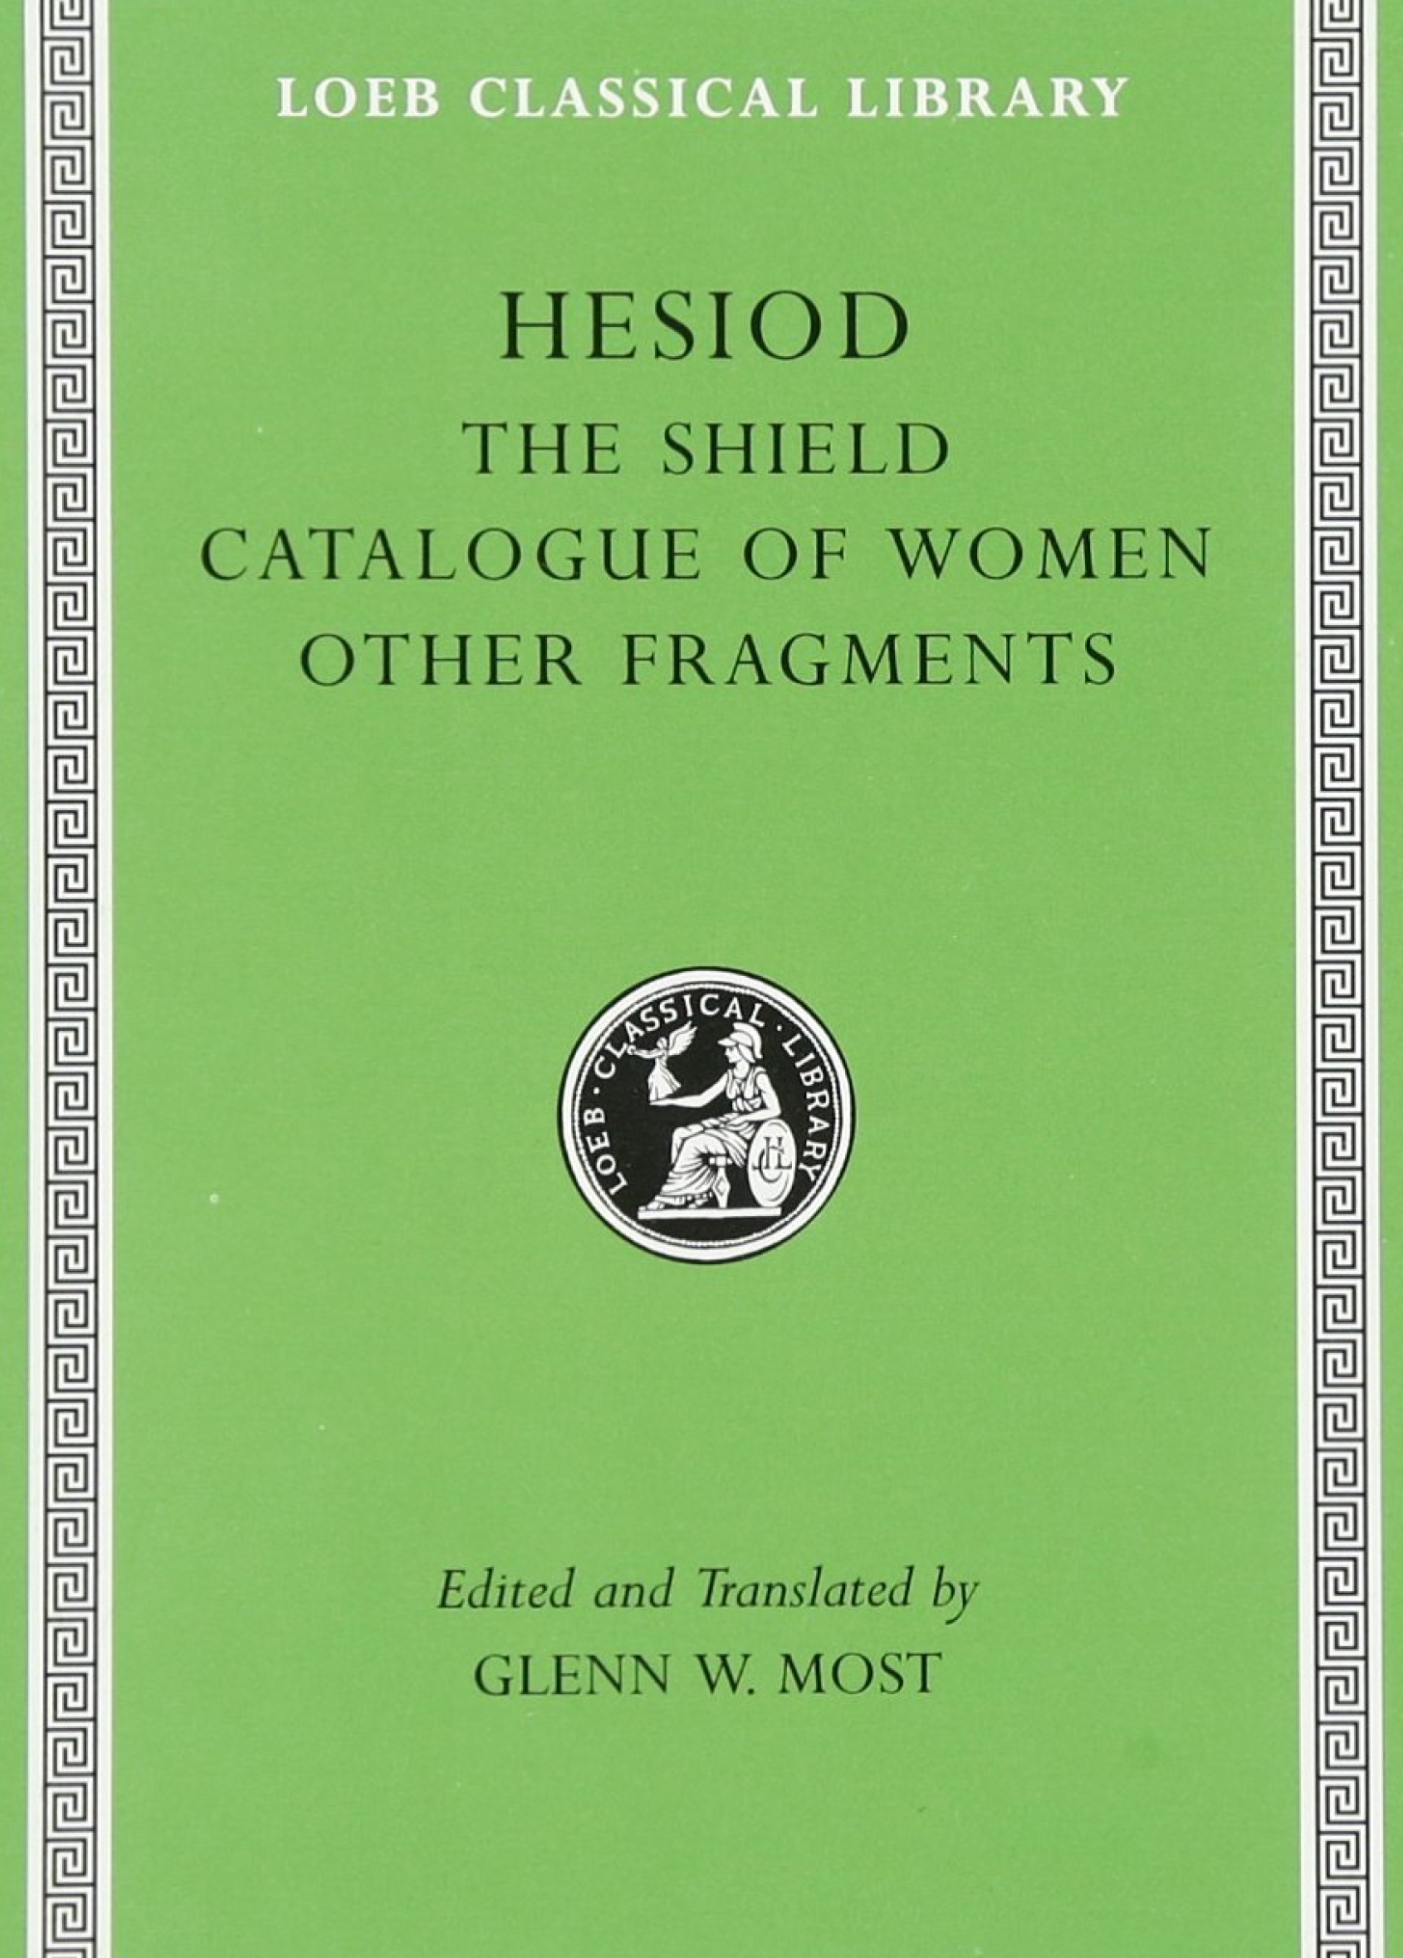 LOEB CLASSICAL LIBRARY
HESIOD
THE SHIELD
CATALOGUE OF WOMEN
OTHER FRAGMENTS
LOEB · CLASSICAL · LIBRARY
Edited and Translated by
GLENN W. MOST